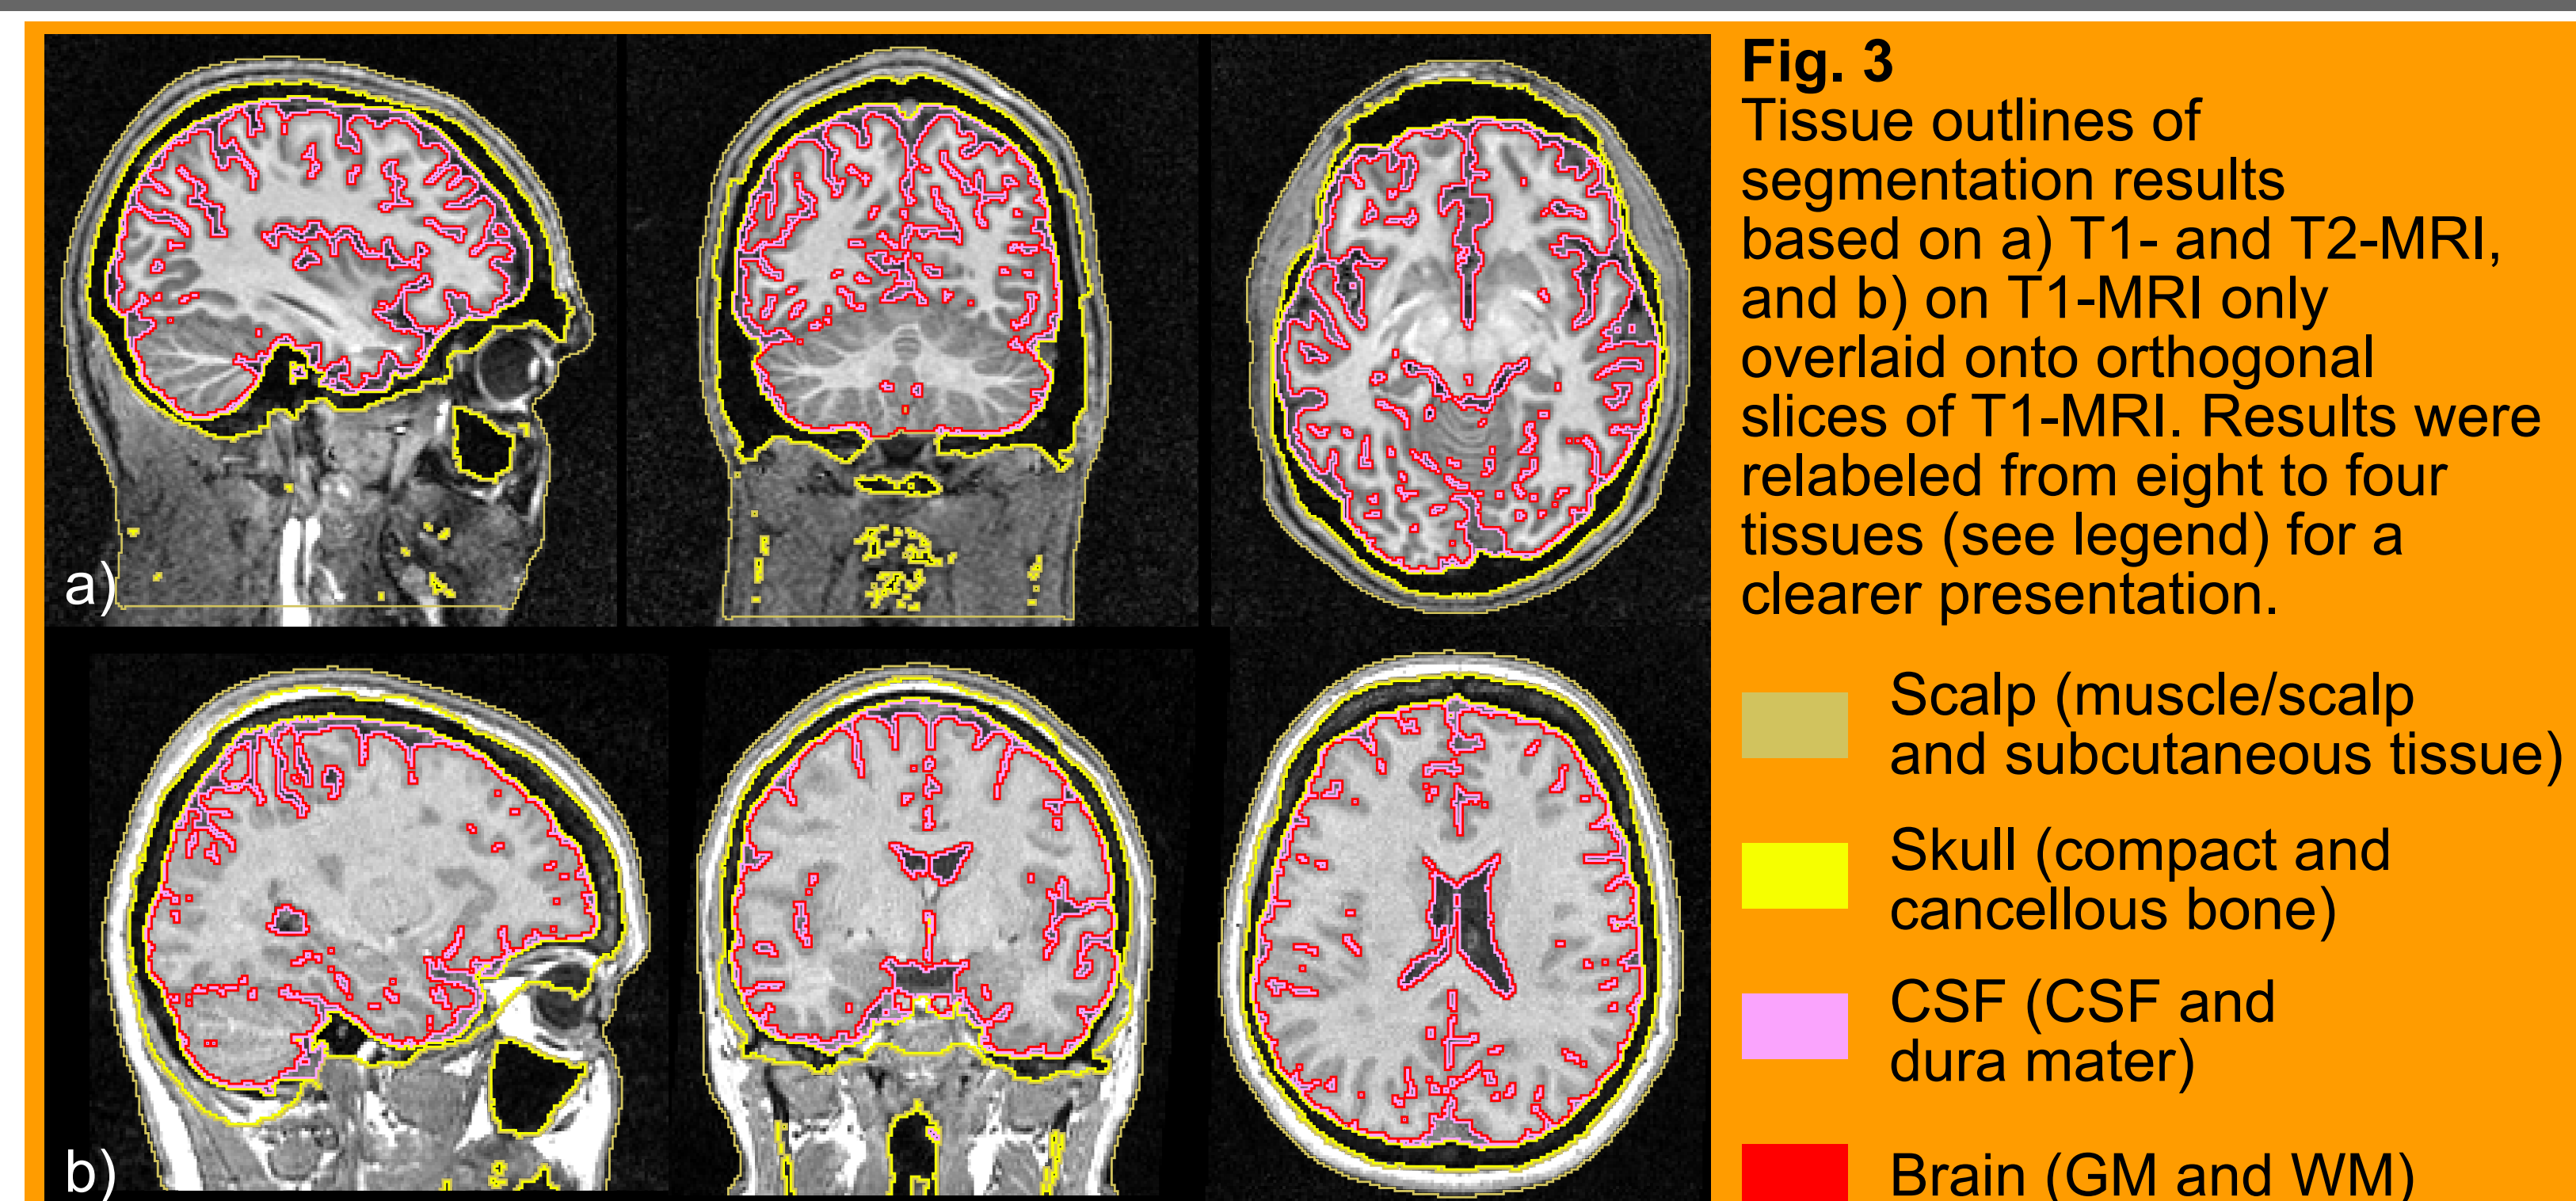 Fig. 3
Tissue outlines of
segmentation results
based on a) T1- and T2-MRI,
and b) on T1-MRI only
overlaid onto orthogonal
slices of T1-MRI. Results were
relabeled from eight to four
tissues (see legend) for a
clearer presentation.
a)
b)
Scalp (muscle/scalp
and subcutaneous tissue)
Skull (compact and
cancellous bone)
CSF (CSF and
dura mater)
Brain (GM and WM)